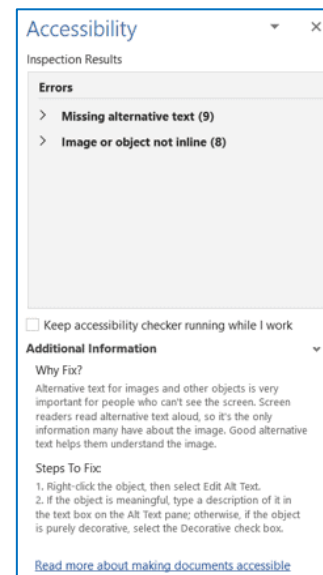 Accessibility
Inspection Results
Errors
Missing alternative text (9)
Image or object not inline (8)
Keep accessibility checker running while I work
Additional Information
Why Fix?
Alternative text for images and other objects is very
important for people who can't see the screen. Screen
readers read alternative text aloud, so it's the only
information many have about the image. Good alternative
text helps them understand the image.
Steps To Fix:
1. Right-click the object, then select Edit Alt Text.
2. If the object is meaningful, type a description of it in
the text box on the Alt Text pane; otherwise, if the object
is purely decorative, select the Decorative check box.
Read more about making documents accessible